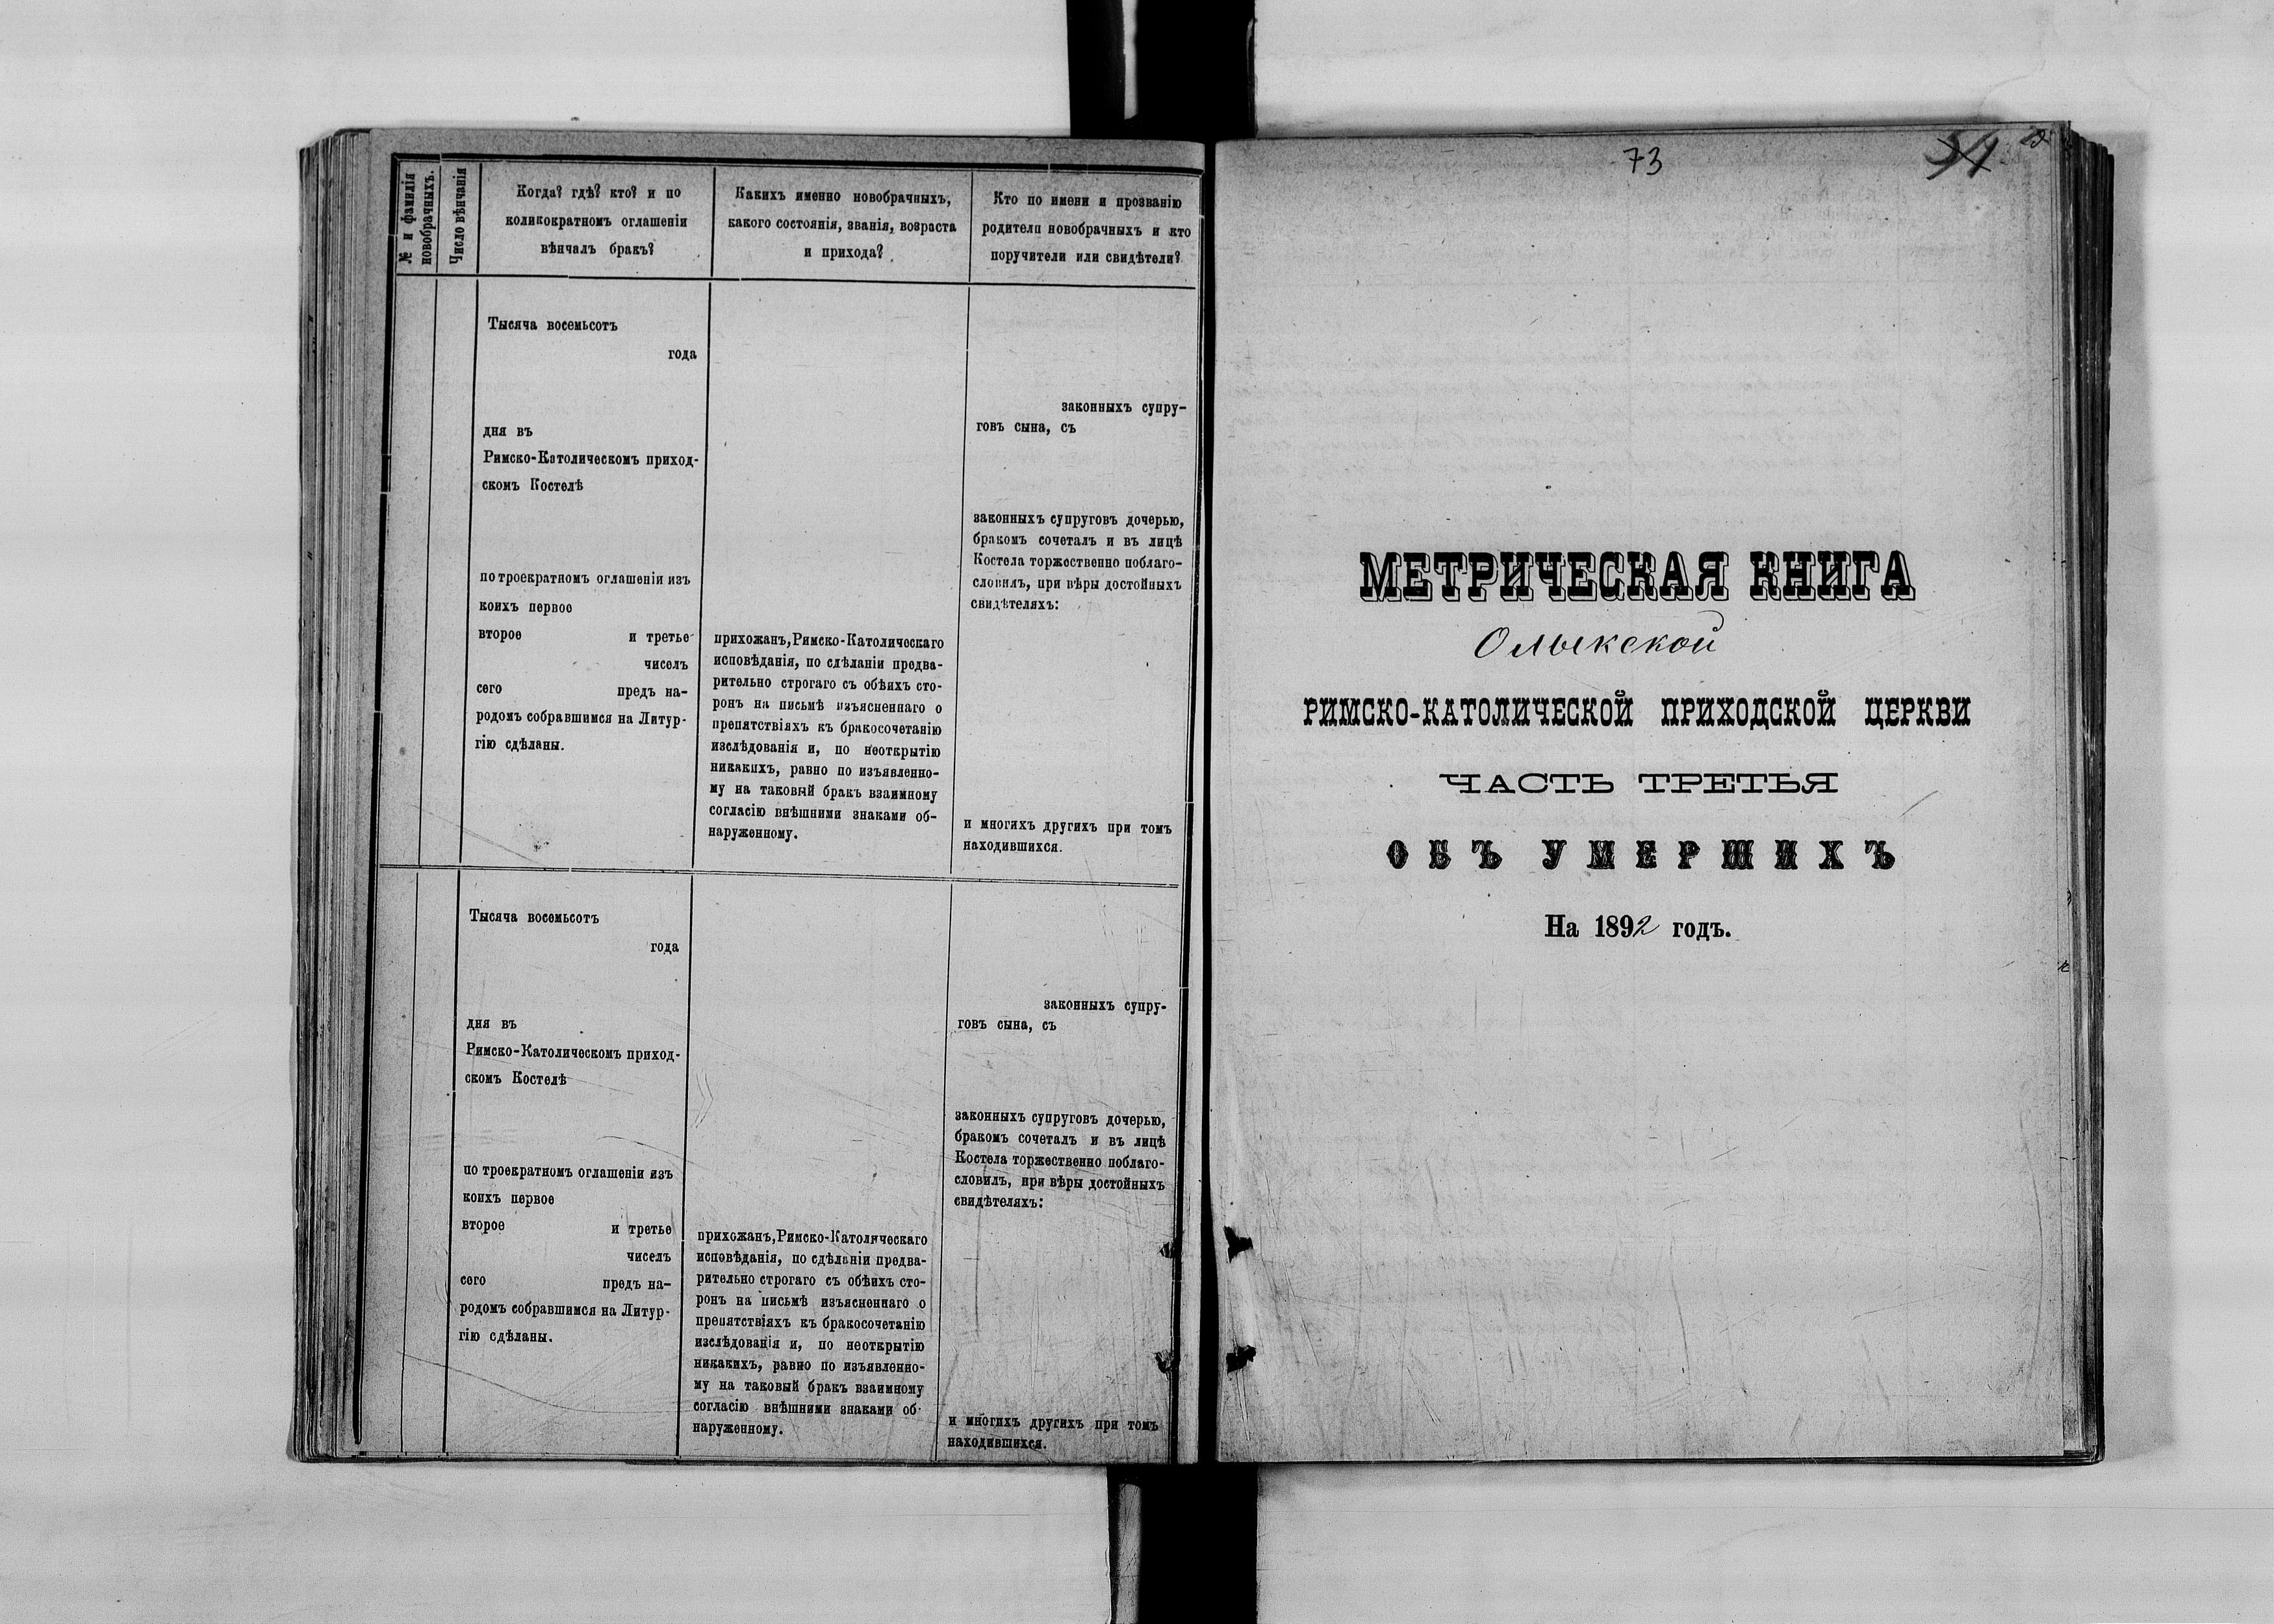 № и фамилія
новобрачныхъ.
Число вѣнчанія
Когда? гдѣ? кто? и по
коликократномъ оглашеніи
вѣнчалъ бракъ?
Какихъ именно новобрачныхъ,
какого состоянія, званія, возраста
и прихода?
Кто по имени и прозванію
родители новобрачныхъ и кто
поручители или свидѣтели?
Тысяча восемьсотъ
года
дня въ
Римско-Католическомъ приход-
скомъ Костелѣ
по троекратномъ оглашеніи изъ
коихъ первое
второе и третье
чиселъ
сего предъ на-
родомъ собравшимся на Литур-
гію сдѣланы.
прихожанъ, Римско-Католическаго
исповѣданія, по сдѣланіи предва-
рительно строгаго съ обѣихъ сто-
ронъ на письмѣ изъясненнаго о
препятствіяхъ къ бракосочетанію
изслѣдованія и, по неоткрытію
никакихъ, равно по изъявленно-
му на таковый бракъ взаимному
согласію внѣшними знаками об-
наруженному.
законныхъ супру-
говъ сына, съ
законныхъ супруговъ дочерью,
бракомъ сочеталъ и въ лицѣ
Костела торжественно поблаго-
словилъ, при вѣры достойныхъ
свидѣтеляхъ:
и многихъ другихъ при томъ
находившихся.
Тысяча восемьсотъ
года
дня въ
Римско-Католическомъ приход-
скомъ Костелѣ
по троекратномъ оглашеніи изъ
коихъ первое
второе и третье
чиселъ
сего предъ на-
родомъ собравшимся на Литур-
гію сдѣланы.
прихожанъ, Римско-Католическаго
исповѣданія, по сдѣланіи предва-
рительно строгаго съ обѣихъ сто-
ронъ на письмѣ изъясненнаго о
препятствіяхъ къ бракосочетанію
изслѣдованія и, по неоткрытію
никакихъ, равно по изъявленно-
му на таковый бракъ взаимному
согласію внѣшними знаками об-
наруженному.
законныхъ супру-
говъ сына, съ
законныхъ супруговъ дочерью,
бракомъ сочеталъ и въ лицѣ
Костела торжественно поблаго-
словилъ, при вѣры достойныхъ
свидѣтеляхъ:
и многихъ другихъ при томъ
находившихся.
73
МЕТРИЧЕСКАЯ КНИГА
Олыкской
РИМСКО-КАТОЛИЧЕСКОЙ ПРИХОДСКОЙ ЦЕРКВИ
ЧАСТЬ ТРЕТЬЯ
ОБЪ УМЕРШИХЪ
На 1892 годъ.